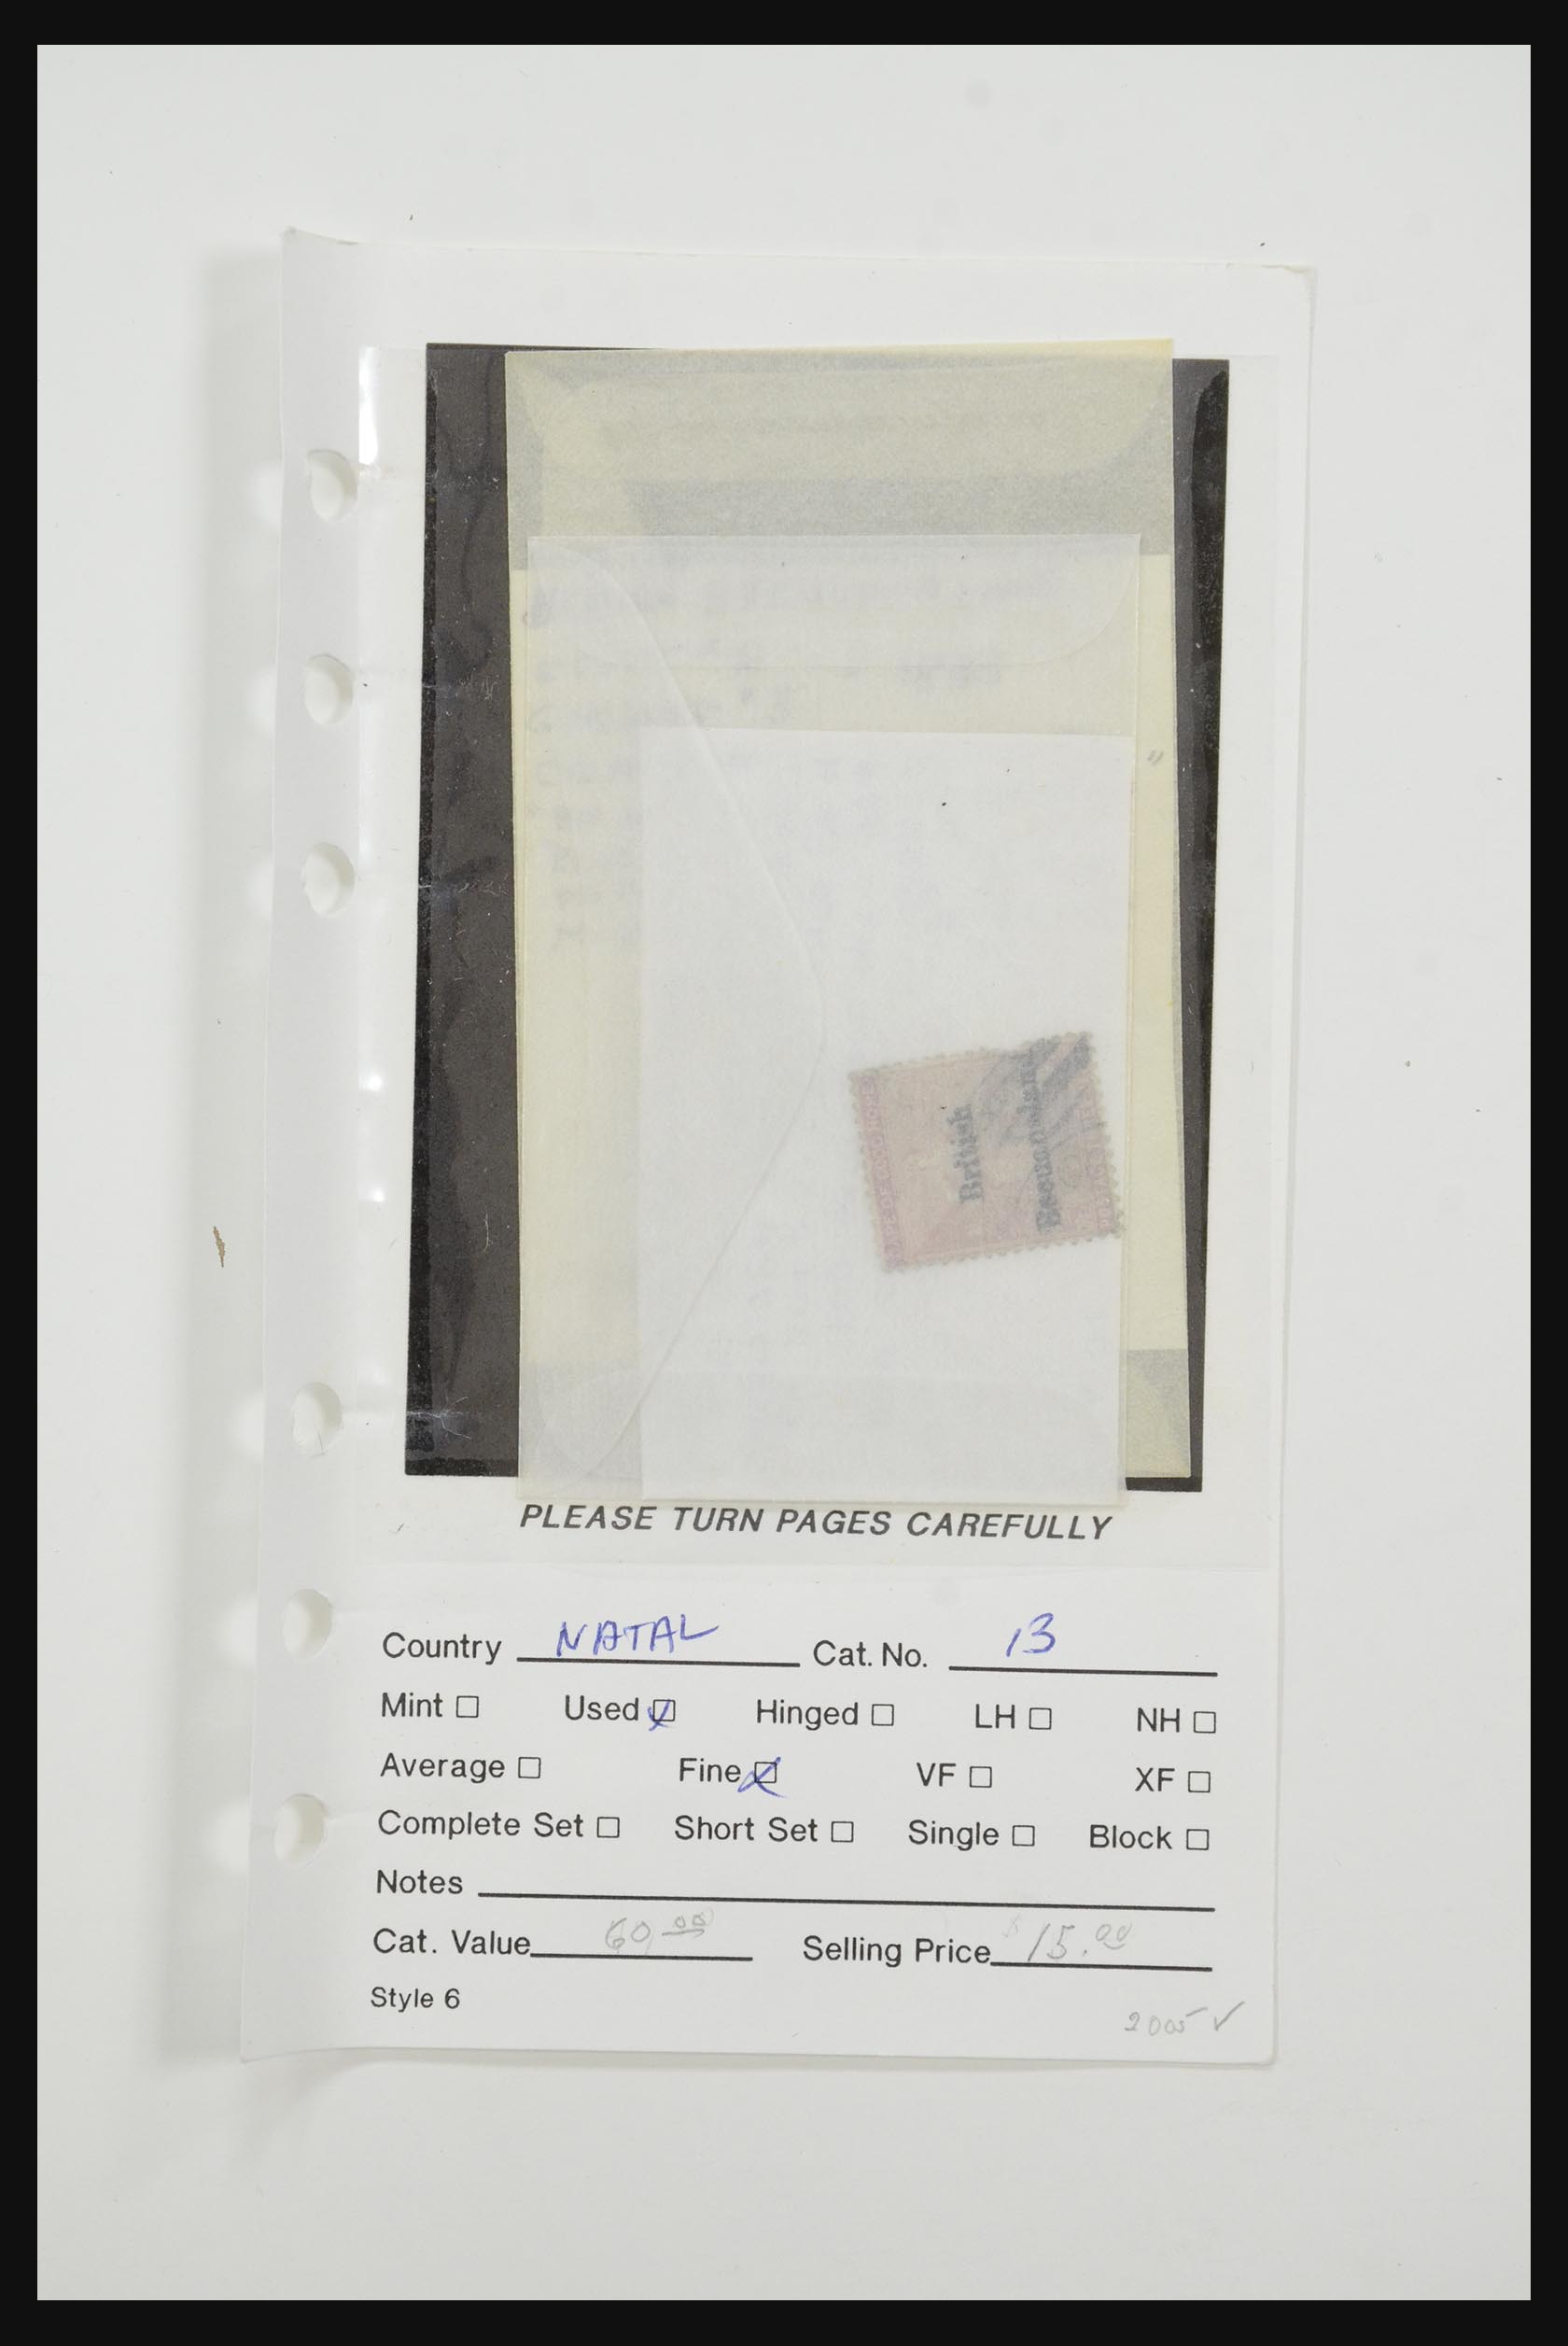 British
Bechuanaland
PLEASE TURN PAGES CAREFULLY
Country NATAL Cat. No. 13
Mint ☐ Used ☑ Hinged ☐ LH ☐ NH ☐
Average ☐ Fine ☑ VF ☐ XF ☐
Complete Set ☐ Short Set ☐ Single ☐ Block ☐
Notes
Cat. Value 60.00 Selling Price $15.00
Style 6
2005 ✓